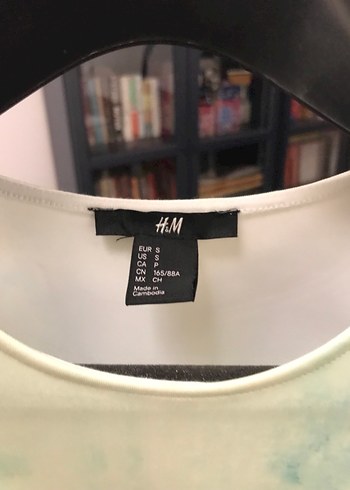 H&M
EUR S
US S
CA P
CN 165/88A
MX CH
Made in
Cambodia